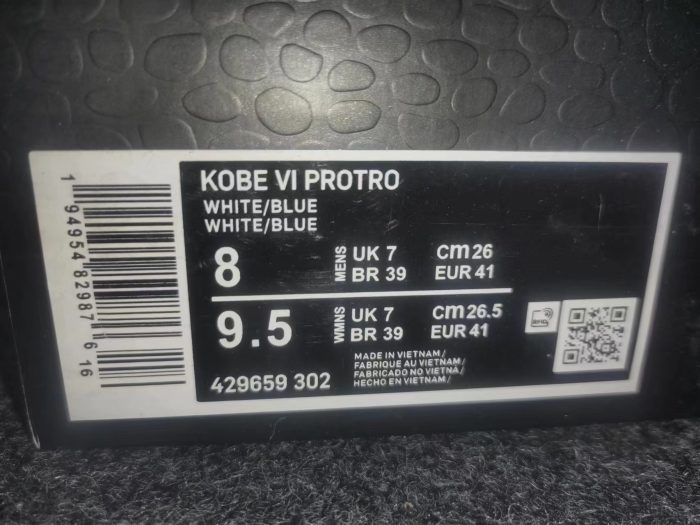 KOBE VI PROTRO
WHITE/BLUE
WHITE/BLUE
8 MENS UK 7 cm 26
BR 39 EUR 41
9.5 WMNS UK 7 cm 26.5
BR 39 EUR 41
429659 302
MADE IN VIETNAM/
FABRIQUE AU VIETNAM/
FABRICADO NO VIETNA/
HECHO EN VIETNAM/
RFID
1 94954 82987 6 16